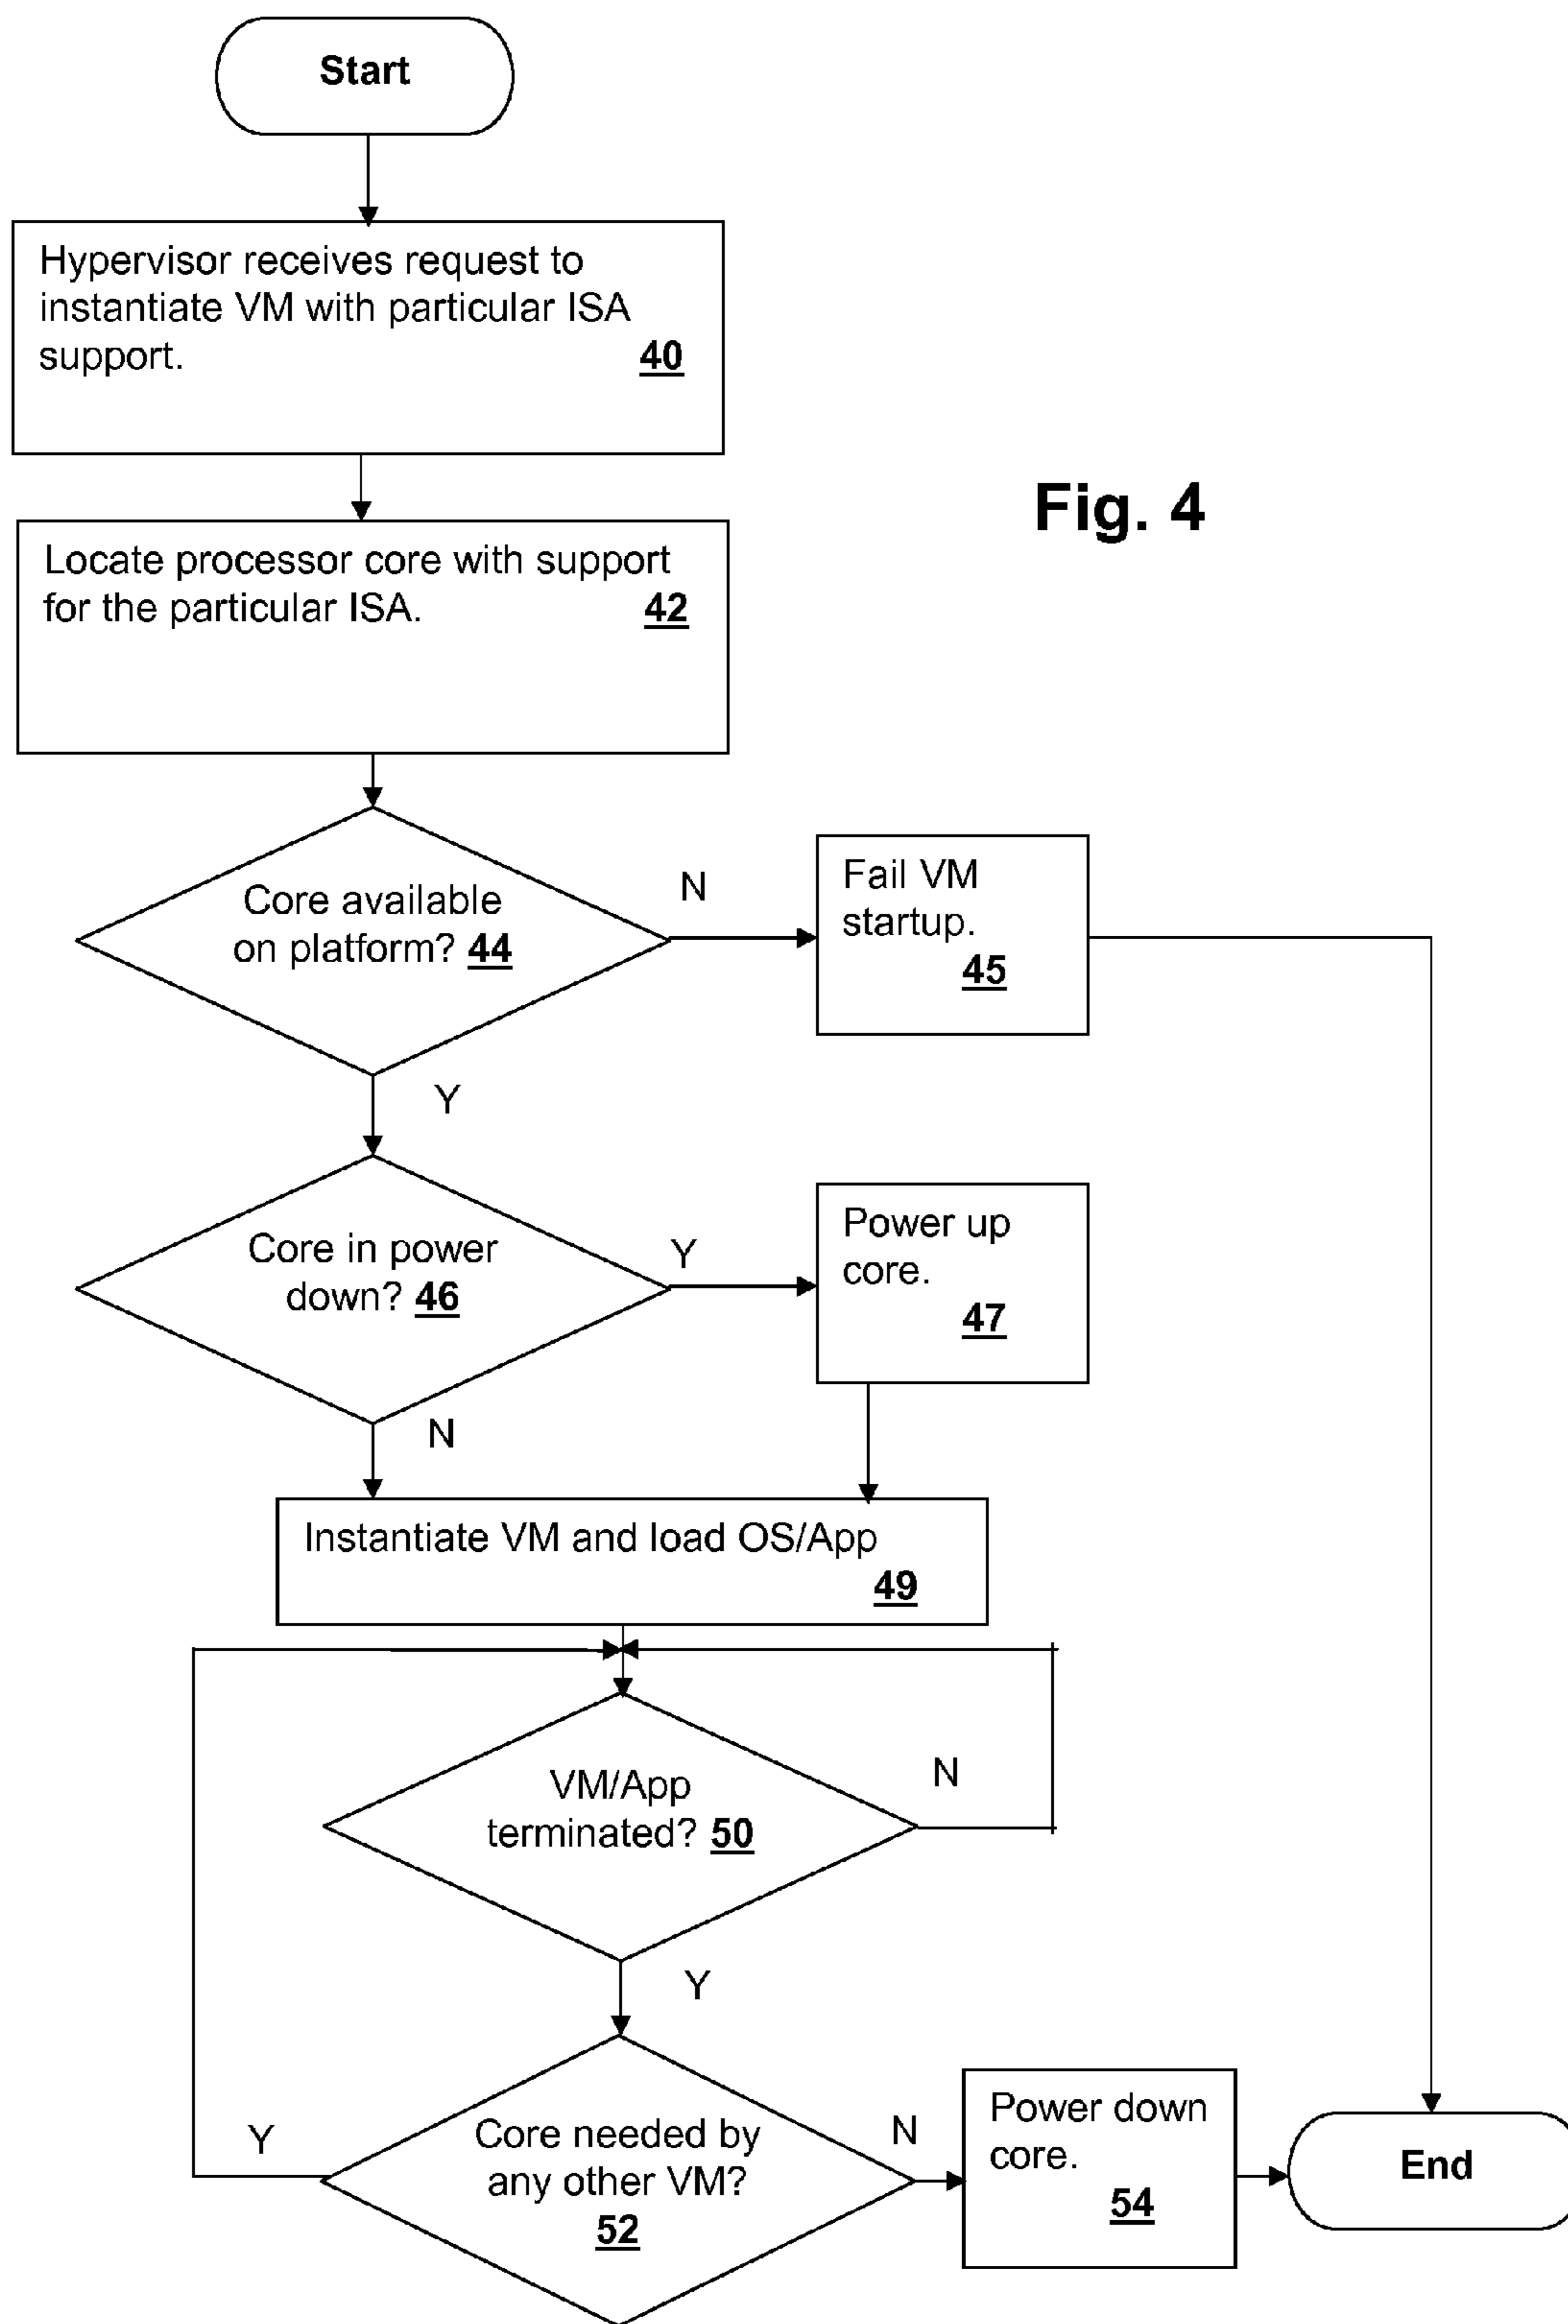 Start
Hypervisor receives request to
instantiate VM with particular ISA
support. 40
Fig. 4
Locate processor core with support
for the particular ISA. 42
Core available
on platform? 44
N
Fail VM
startup.
45
Y
Core in power
down? 46
Y
Power up
core.
47
N
Instantiate VM and load OS/App
49
VM/App
terminated? 50
N
Y
Core needed by
any other VM?
52
Y
N
Power down
core.
54
End